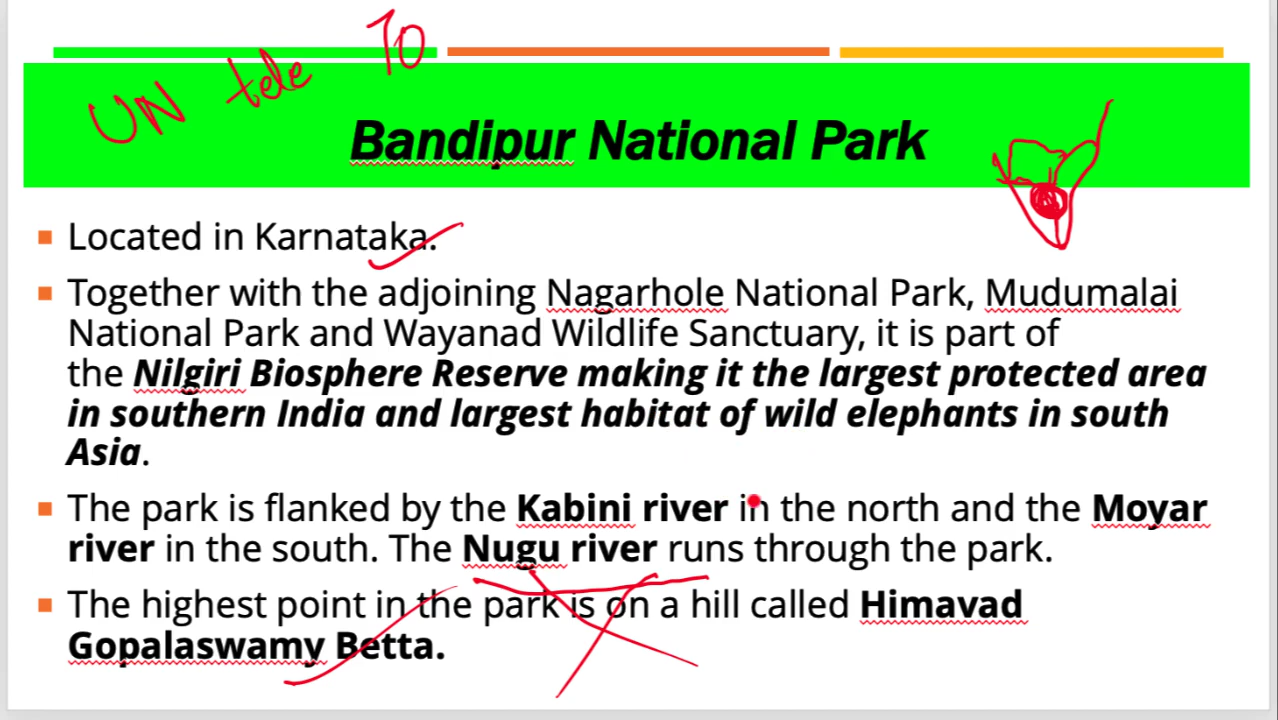 UN tele 70
Bandipur National Park
Located in Karnataka.
Together with the adjoining Nagarhole National Park, Mudumalai
National Park and Wayanad Wildlife Sanctuary, it is part of
the Nilgiri Biosphere Reserve making it the largest protected area
in southern India and largest habitat of wild elephants in south
Asia.
The park is flanked by the Kabini river in the north and the Moyar
river in the south. The Nugu river runs through the park.
The highest point in the park is on a hill called Himavad
Gopalaswamy Betta.